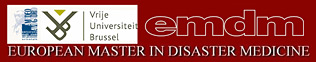 Vrije
Universiteit
Brussel
emdm
EUROPEAN MASTER IN DISASTER MEDICINE